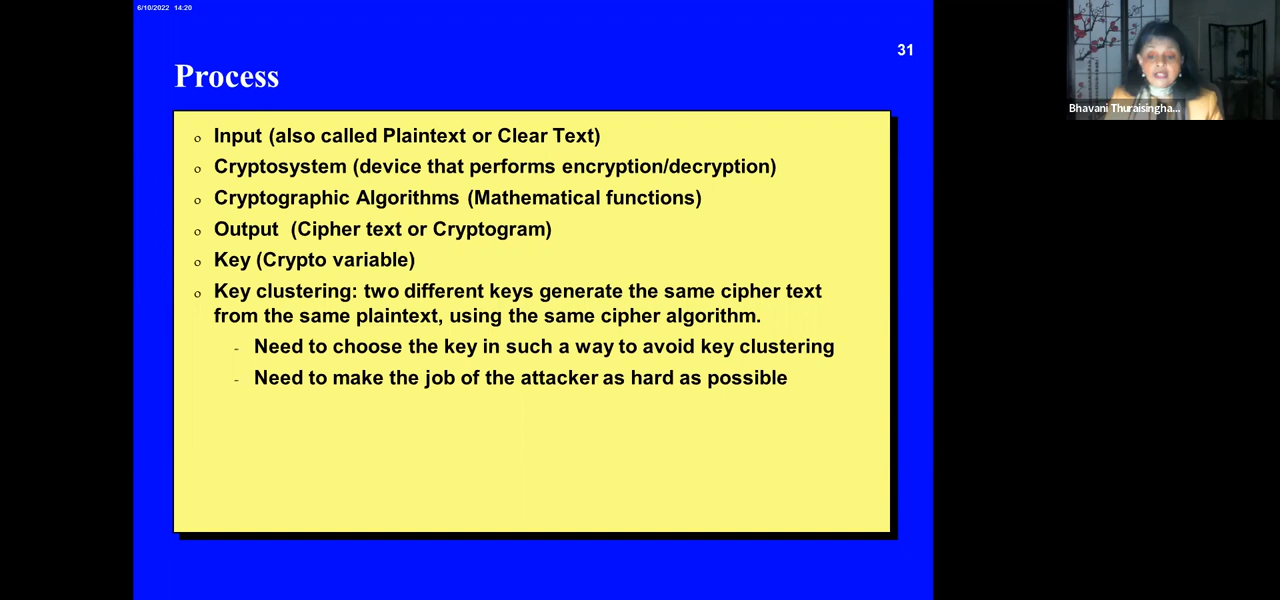 6/10/2022 14:20
31
Process
o Input (also called Plaintext or Clear Text)
o Cryptosystem (device that performs encryption/decryption)
o Cryptographic Algorithms (Mathematical functions)
o Output (Cipher text or Cryptogram)
o Key (Crypto variable)
o Key clustering: two different keys generate the same cipher text
from the same plaintext, using the same cipher algorithm.
- Need to choose the key in such a way to avoid key clustering
- Need to make the job of the attacker as hard as possible
Bhavani Thuraisingha...